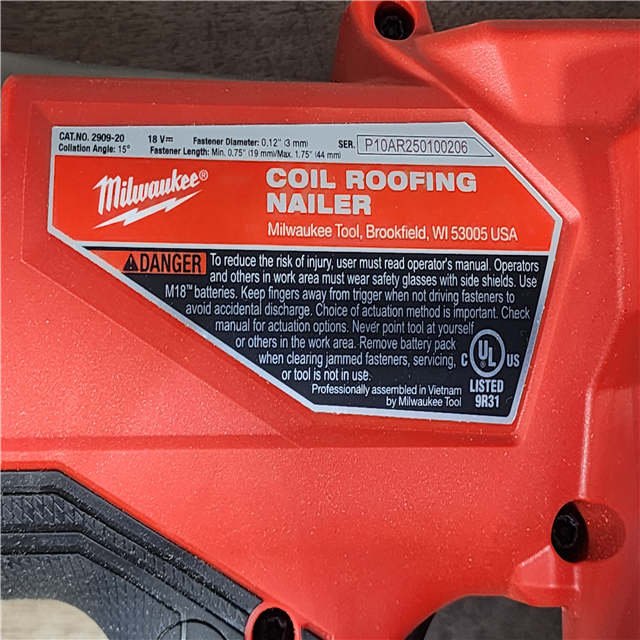 CAT.NO. 2909-20 18 V⎓ Fastener Diameter: 0,12" (3 mm) SER. P10AR250100206
Collation Angle: 15° Fastener Length: Min. 0.75" (19 mm)/Max. 1.75" (44 mm)
Milwaukee®
COIL ROOFING
NAILER
Milwaukee Tool, Brookfield, WI 53005 USA
DANGER
To reduce the risk of injury, user must read operator's manual. Operators
and others in work area must wear safety glasses with side shields. Use
M18™ batteries. Keep fingers away from trigger when not driving fasteners to
avoid accidental discharge. Choice of actuation method is important. Check
manual for actuation options. Never point tool at yourself
or others in the work area. Remove battery pack
when clearing jammed fasteners, servicing,
or tool is not in use.
Professionally assembled in Vietnam
by Milwaukee Tool
C UL US
LISTED
9R31